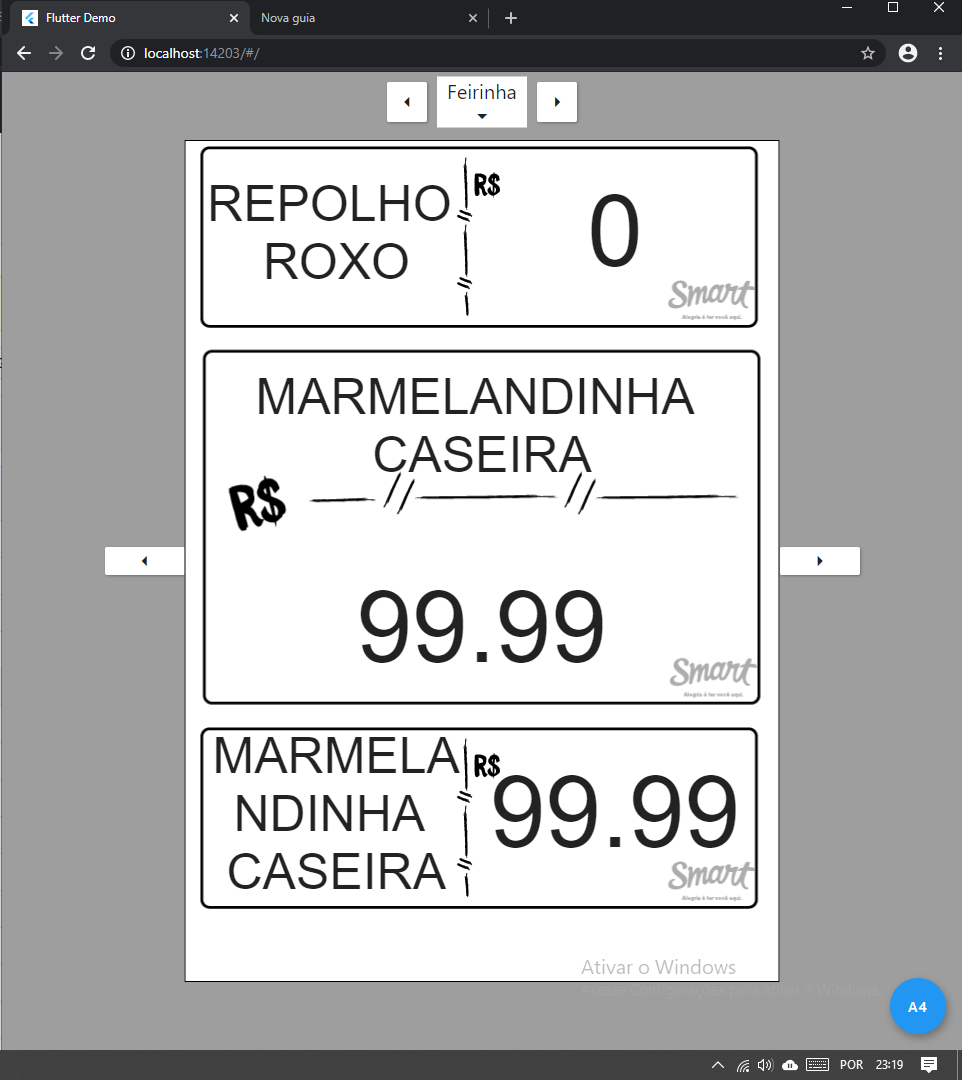 Flutter Demo
Nova guia
localhost:14203/#/
Feirinha
REPOLHO
ROXO
R$
0
Smart
Alegria é ter você aqui.
MARMELANDINHA
CASEIRA
R$
99.99
Smart
Alegria é ter você aqui.
MARMELA
NDINHA
CASEIRA
R$
99.99
Smart
Alegria é ter você aqui.
Ativar o Windows
Acesse Configurações para ativar o Windows.
A4
POR
23:19